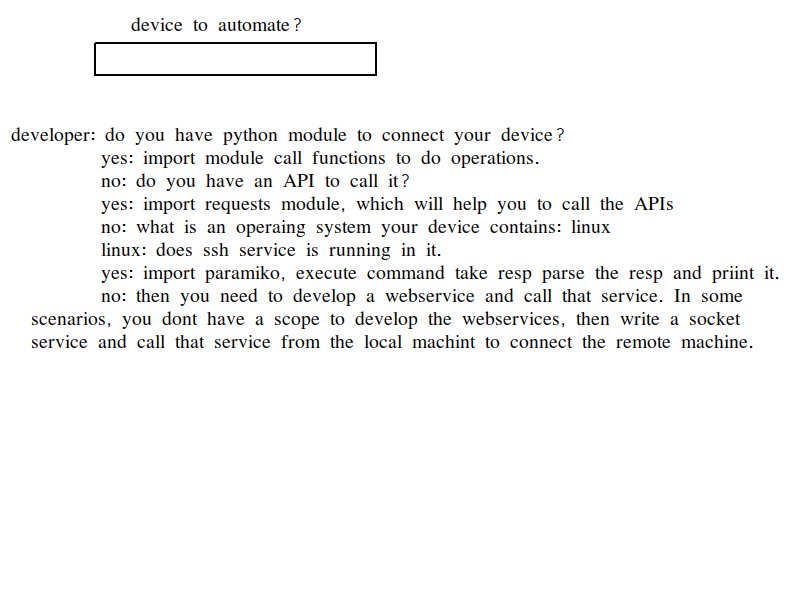 device to automate?
developer: do you have python module to connect your device?
yes: import module call functions to do operations.
no: do you have an API to call it?
yes: import requests module, which will help you to call the APIs
no: what is an operaing system your device contains: linux
linux: does ssh service is running in it.
yes: import paramiko, execute command take resp parse the resp and priint it.
no: then you need to develop a webservice and call that service. In some
scenarios, you dont have a scope to develop the webservices, then write a socket
service and call that service from the local machint to connect the remote machine.